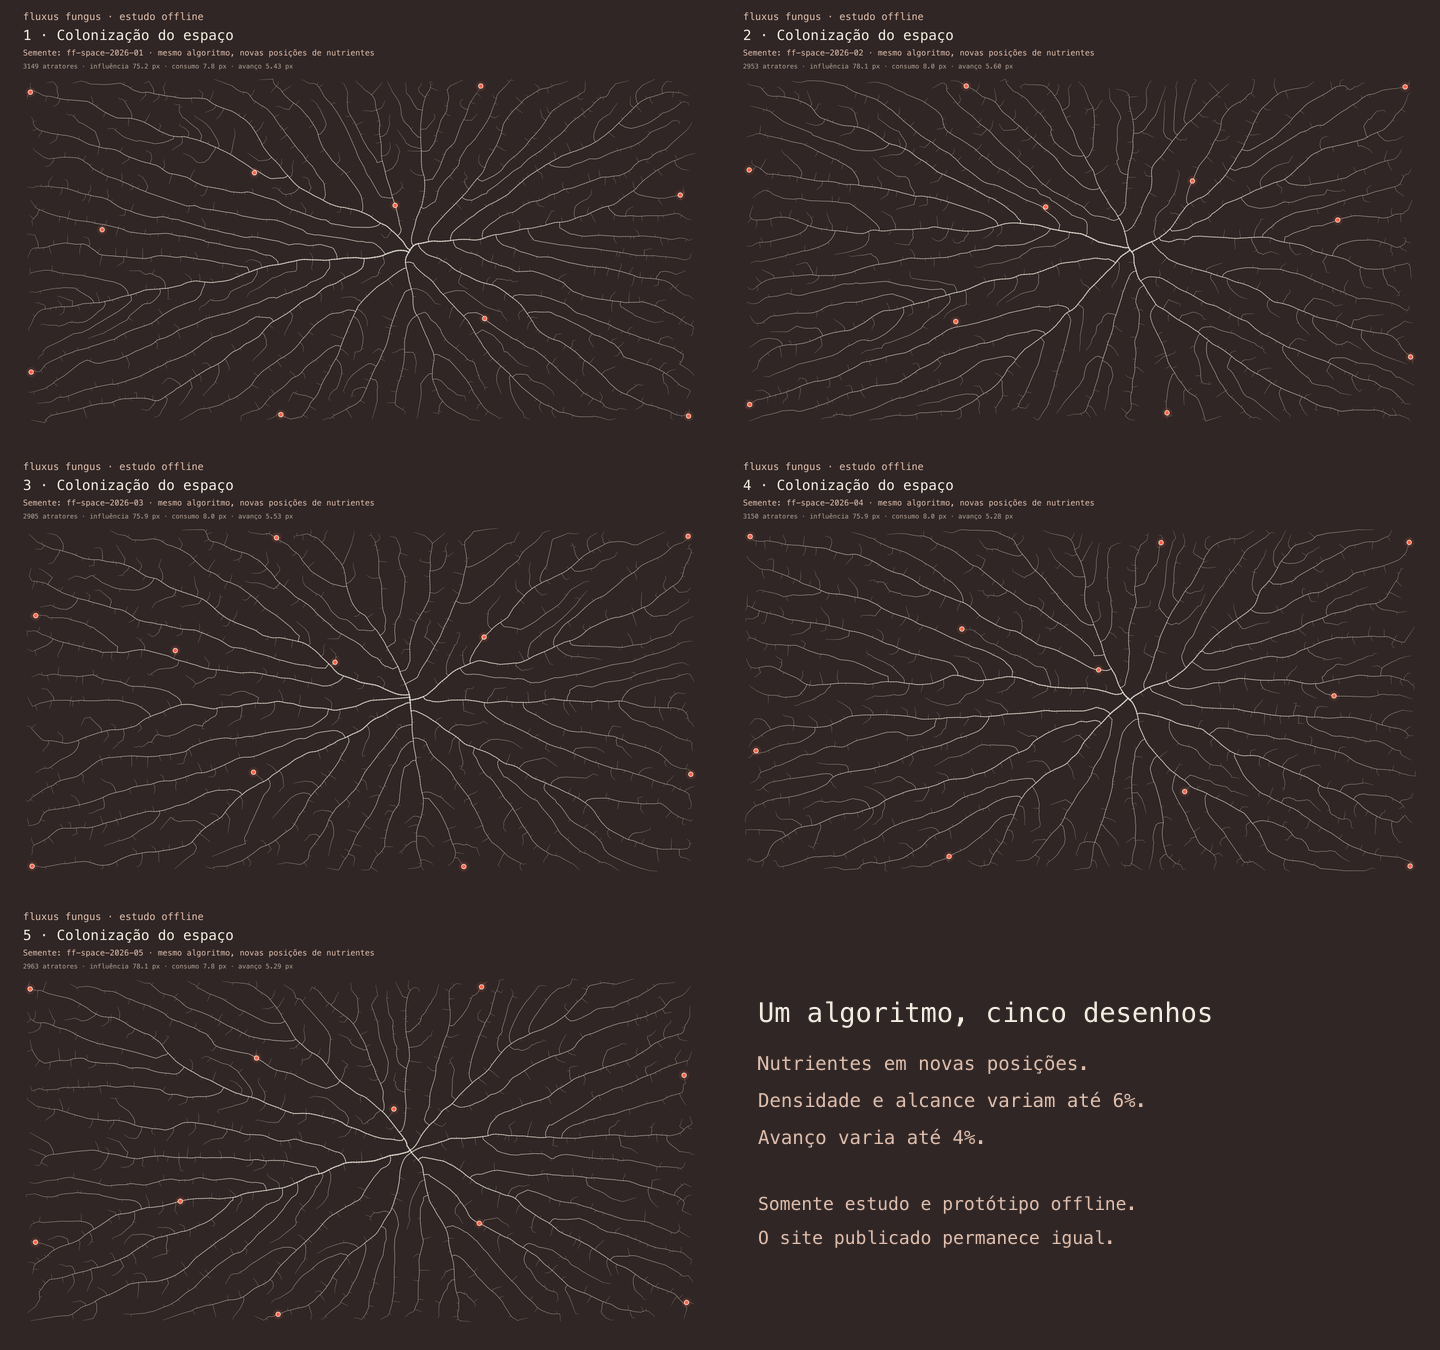 fluxus fungus · estudo offline
1 · Colonização do espaço
Semente: ff-space-2026-01 · mesmo algoritmo, novas posições de nutrientes
3149 atratores · influência 75.2 px · consumo 7.8 px · avanço 5.43 px
fluxus fungus · estudo offline
2 · Colonização do espaço
Semente: ff-space-2026-02 · mesmo algoritmo, novas posições de nutrientes
2953 atratores · influência 78.1 px · consumo 8.0 px · avanço 5.60 px
fluxus fungus · estudo offline
3 · Colonização do espaço
Semente: ff-space-2026-03 · mesmo algoritmo, novas posições de nutrientes
2905 atratores · influência 75.9 px · consumo 8.0 px · avanço 5.53 px
fluxus fungus · estudo offline
4 · Colonização do espaço
Semente: ff-space-2026-04 · mesmo algoritmo, novas posições de nutrientes
3150 atratores · influência 75.9 px · consumo 8.0 px · avanço 5.28 px
fluxus fungus · estudo offline
5 · Colonização do espaço
Semente: ff-space-2026-05 · mesmo algoritmo, novas posições de nutrientes
2963 atratores · influência 78.1 px · consumo 7.8 px · avanço 5.29 px
Um algoritmo, cinco desenhos
Nutrientes em novas posições.
Densidade e alcance variam até 6%.
Avanço varia até 4%.
Somente estudo e protótipo offline.
O site publicado permanece igual.